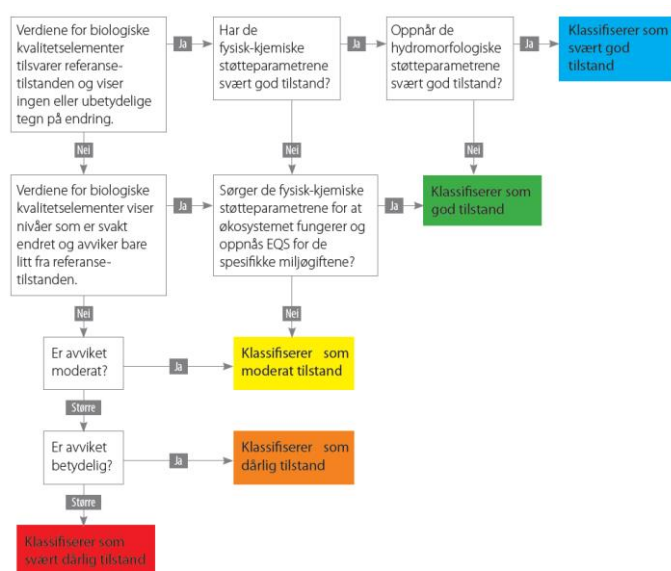 Verdiene for biologiske
kvalitetselementer
tilsvarer referanse-
tilstanden og viser
ingen eller ubetydelige
tegn på endring.
Ja
Har de
fysisk-kjemiske
støtteparametrene
svært god tilstand?
Ja
Oppnår de
hydromorfologiske
støtteparametrene
svært god tilstand?
Ja
Klassifiserer som
svært god
tilstand
Nei
Nei
Nei
Verdiene for biologiske
kvalitetselementer viser
nivåer som er svakt
endret og avviker bare
litt fra referanse-
tilstanden.
Ja
Sørger de fysisk-kjemiske
støtteparametrene for at
økosystemet fungerer og
oppnås EQS for de
spesifikke miljøgiftene?
Ja
Klassifiserer som
god tilstand
Nei
Nei
Er avviket
moderat?
Ja
Klassifiserer som
moderat tilstand
Større
Er avviket
betydelig?
Ja
Klassifiserer som
dårlig tilstand
Større
Klassifiserer som
svært dårlig tilstand